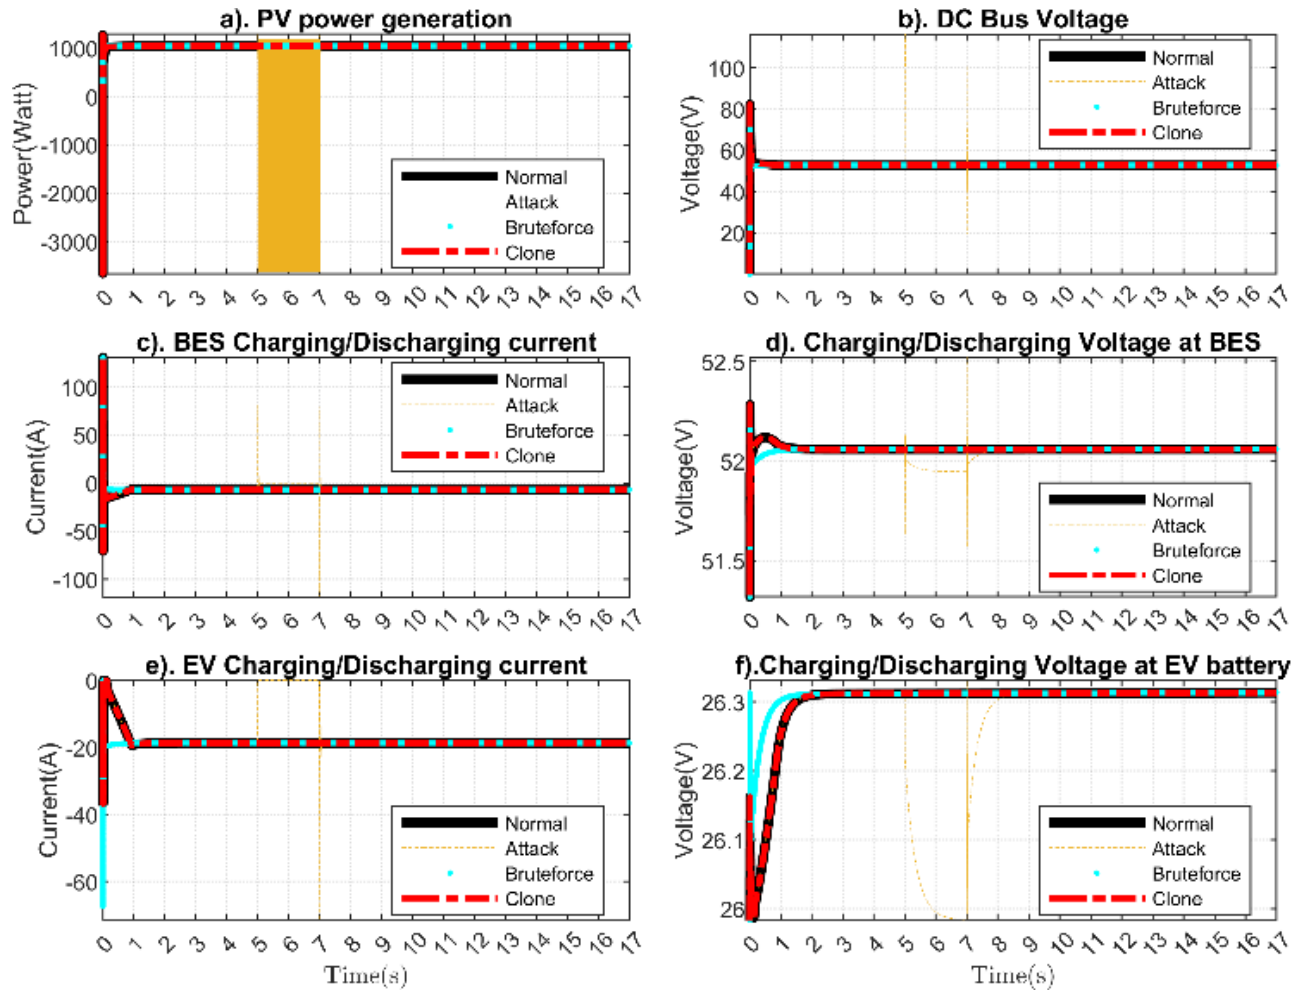 a). PV power generation
Power(Watt)
1000
0
-1000
-2000
-3000
Normal
Attack
Bruteforce
Clone
0 1 2 3 4 5 6 7 8 9 10 11 12 13 14 15 16 17
b). DC Bus Voltage
Voltage(V)
100
80
60
40
20
Normal
Attack
Bruteforce
Clone
0 1 2 3 4 5 6 7 8 9 10 11 12 13 14 15 16 17
c). BES Charging/Discharging current
Current(A)
100
50
0
-50
-100
Normal
Attack
Bruteforce
Clone
0 1 2 3 4 5 6 7 8 9 10 11 12 13 14 15 16 17
d). Charging/Discharging Voltage at BES
Voltage(V)
52.5
52
51.5
Normal
Attack
Bruteforce
Clone
0 1 2 3 4 5 6 7 8 9 10 11 12 13 14 15 16 17
e). EV Charging/Discharging current
Current(A)
0
-20
-40
-60
Normal
Attack
Bruteforce
Clone
0 1 2 3 4 5 6 7 8 9 10 11 12 13 14 15 16 17
Time(s)
f).Charging/Discharging Voltage at EV battery
Voltage(V)
26.3
26.2
26.1
26
Normal
Attack
Bruteforce
Clone
0 1 2 3 4 5 6 7 8 9 10 11 12 13 14 15 16 17
Time(s)